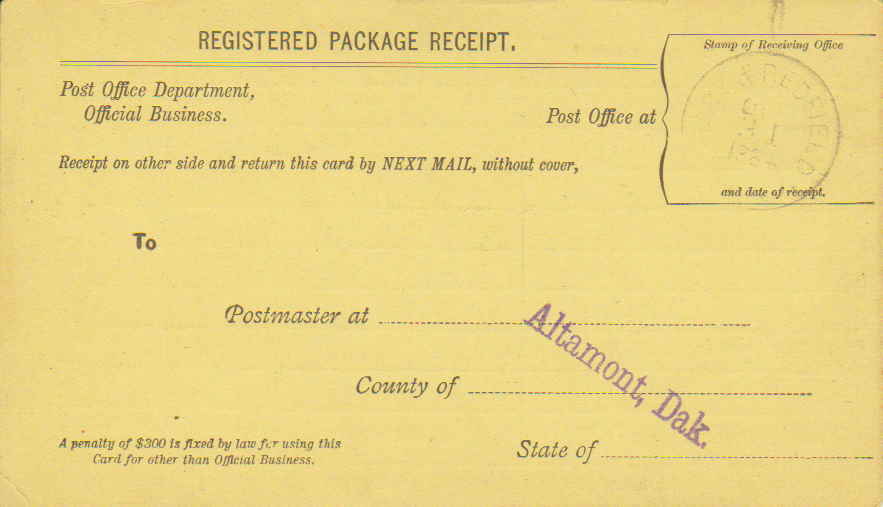 REGISTERED PACKAGE RECEIPT.
Stamp of Receiving Office
Post Office Department,
Official Business.
Post Office at
& REDFIELD
1
188
and date of receipt.
Receipt on other side and return this card by NEXT MAIL, without cover,
To
Postmaster at
Altamont, Dak.
County of
State of
A penalty of $300 is fixed by law for using this
Card for other than Official Business.